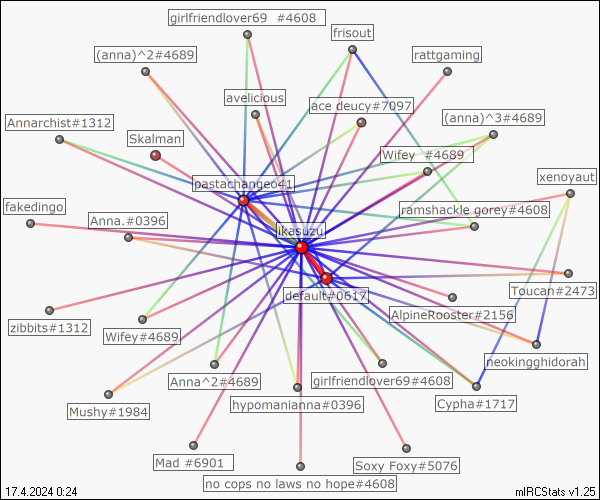 girlfriendlover69 #4608
frisout
(anna)^2#4689
rattgaming
avelicious
ace deucy#7097
Annarchist#1312
(anna)^3#4689
Skalman
Wifey #4689
pastachangeo41
xenoyaut
fakedingo
Anna.#0396
ramshackle gorey#4608
ikasuzu
default#0617
Toucan#2473
AlpineRooster#2156
zibbits#1312
Wifey#4689
neokingghidorah
Anna^2#4689
girlfriendlover69#4608
Mushy#1984
hypomanianna#0396
Cypha#1717
Mad #6901
Soxy Foxy#5076
no cops no laws no hope#4608
17.4.2024 0:24
mIRCStats v1.25